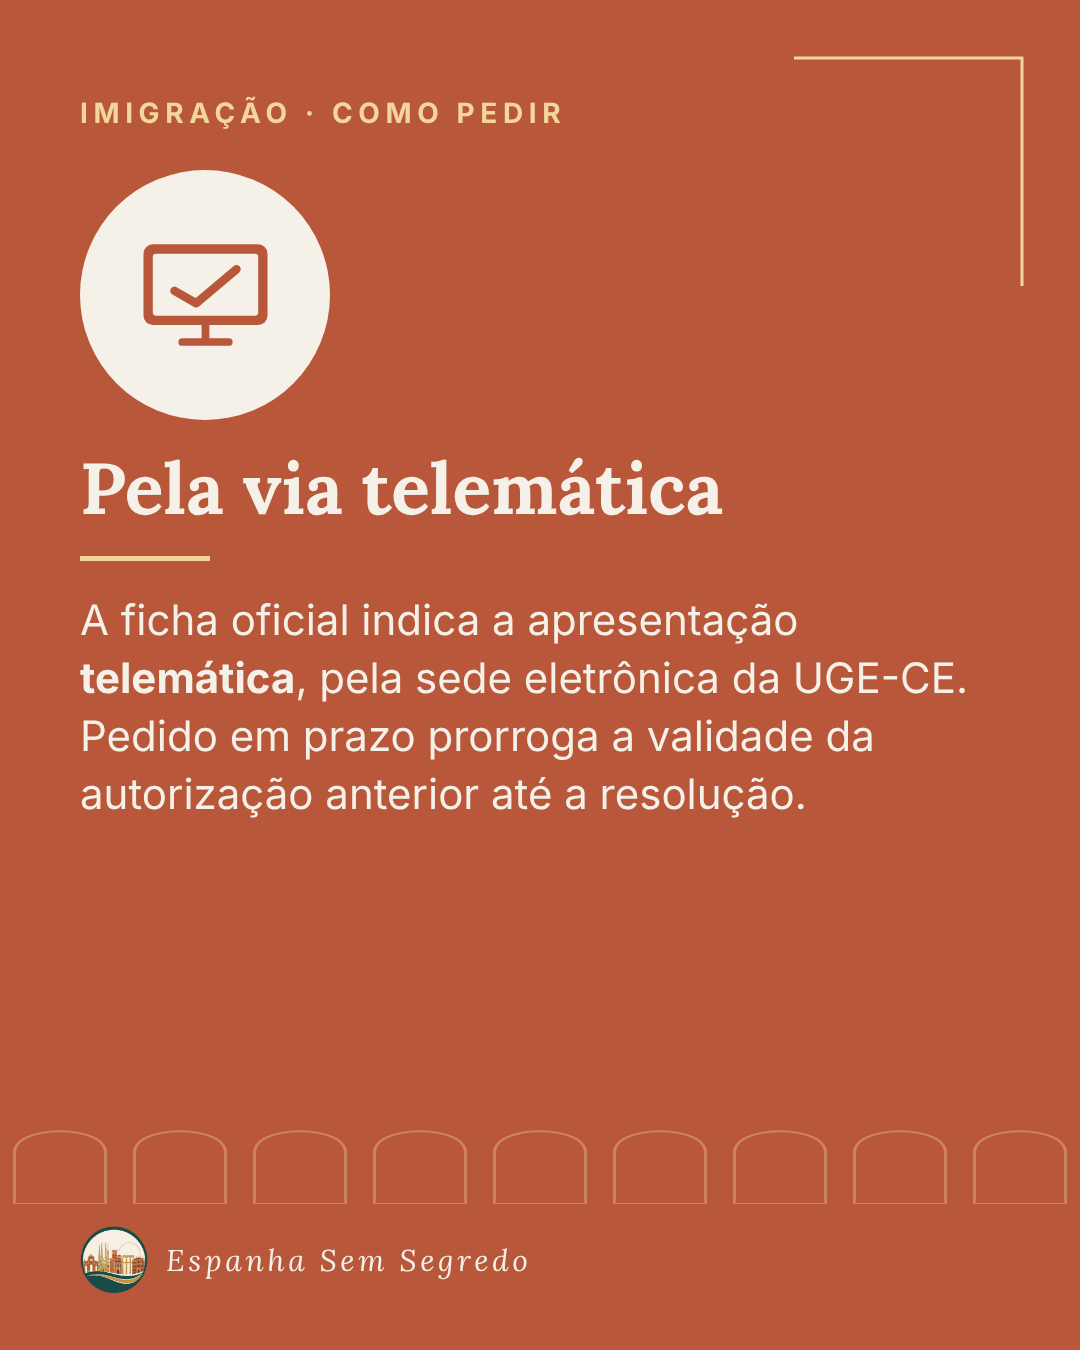 IMIGRAÇÃO · COMO PEDIR
Pela via telemática
A ficha oficial indica a apresentação
telemática, pela sede eletrônica da UGE-CE.
Pedido em prazo prorroga a validade da
autorização anterior até a resolução.
Espanha Sem Segredo